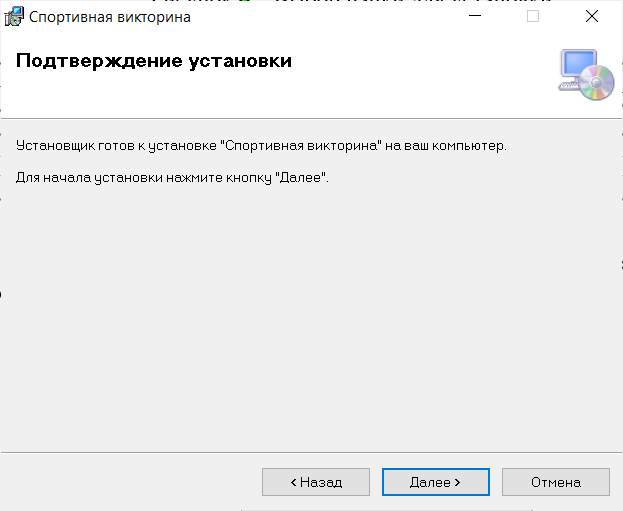 Спортивная викторина
Подтверждение установки
Установщик готов к установке "Спортивная викторина" на ваш компьютер.
Для начала установки нажмите кнопку "Далее".
< Назад
Далее >
Отмена